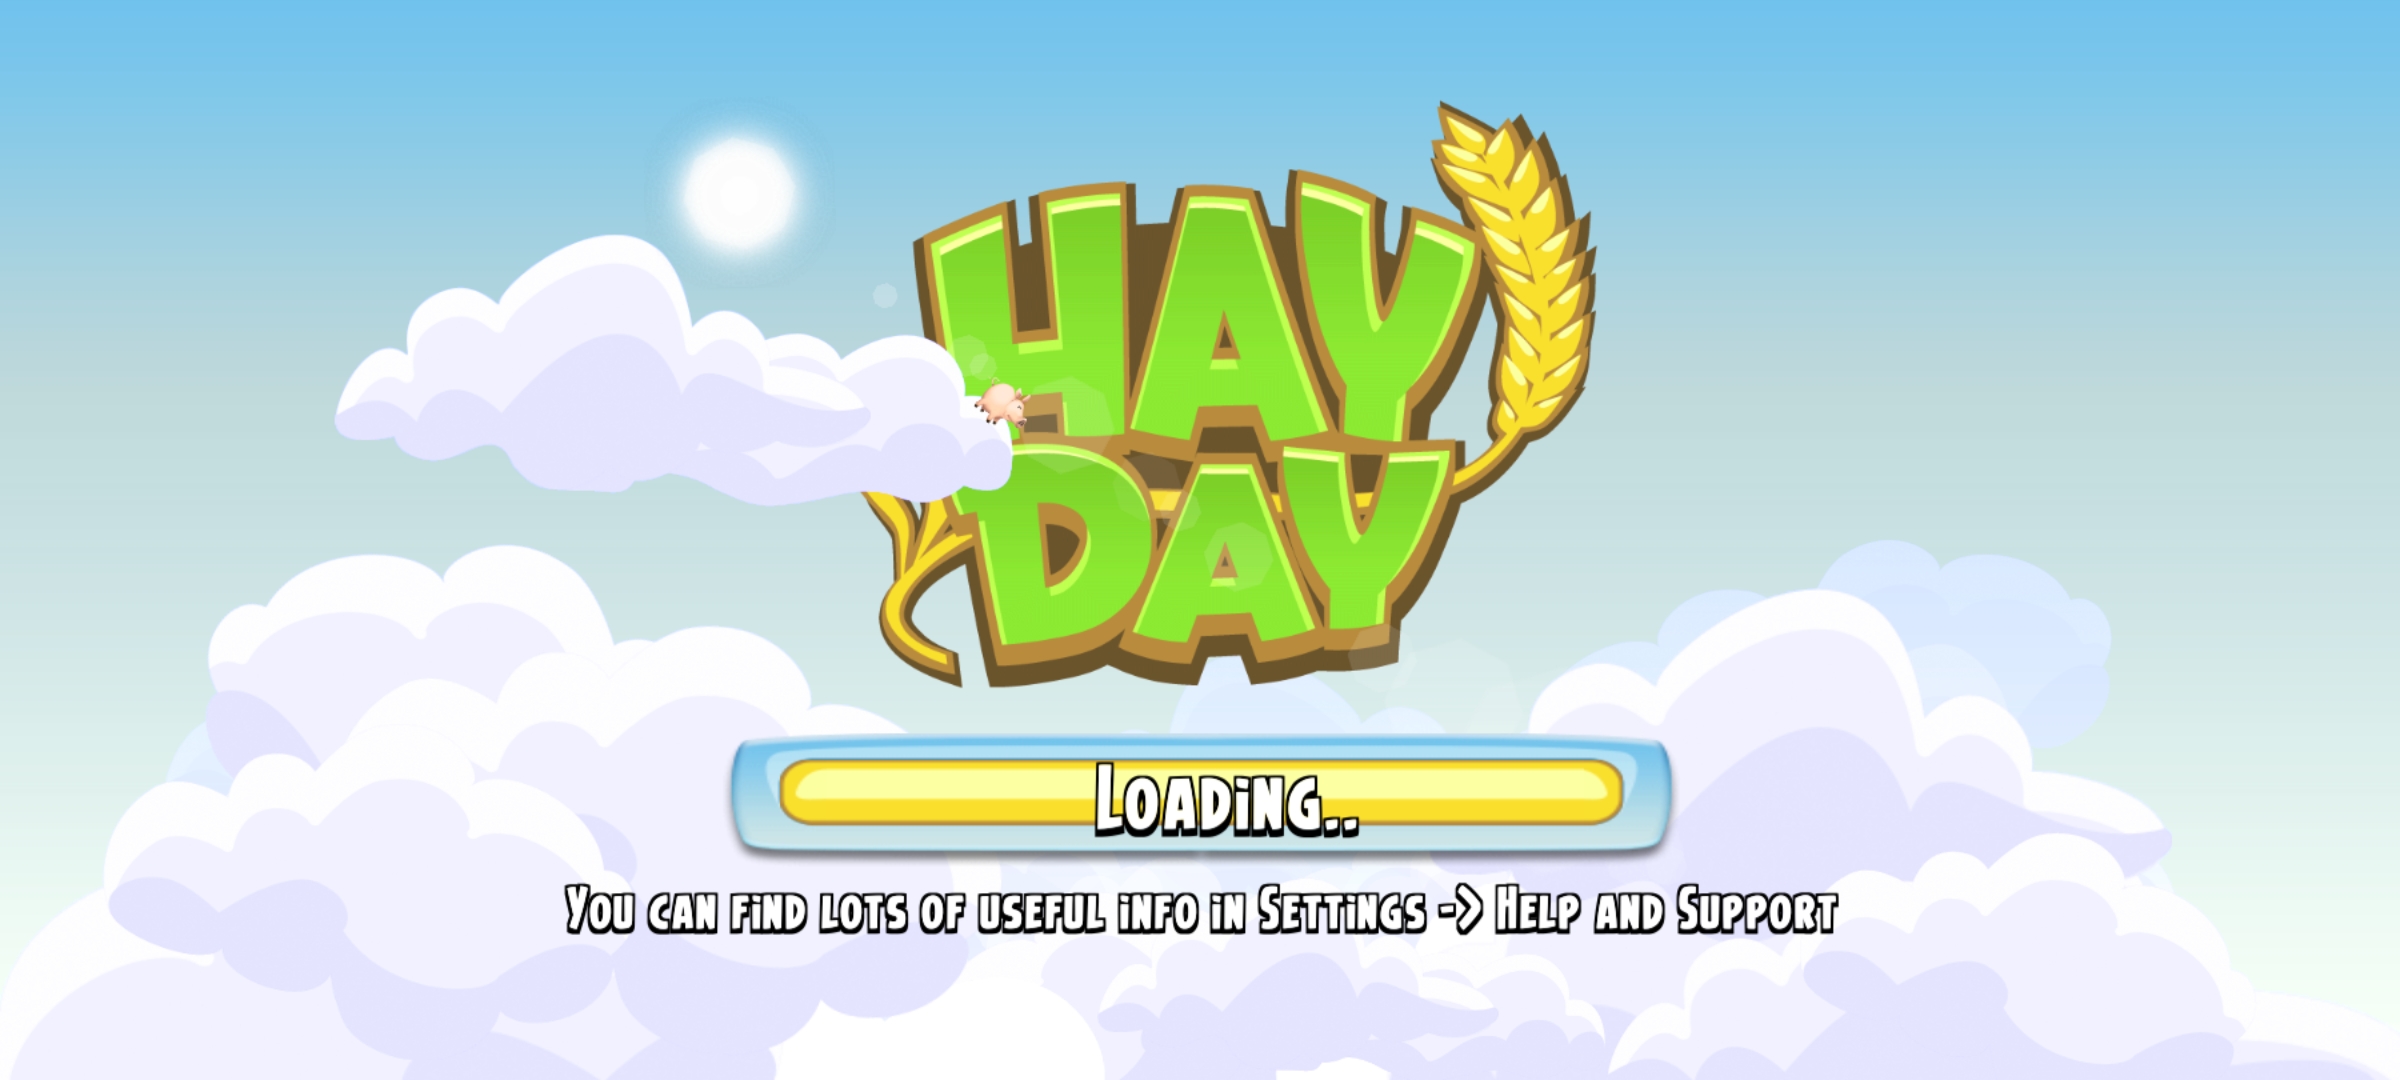 HAY
DAY
LOADiNG..
YOU CAN FiND LOTS OF USEFUL iNFO iN SETTiNGS -> HELP AND SUPPORT